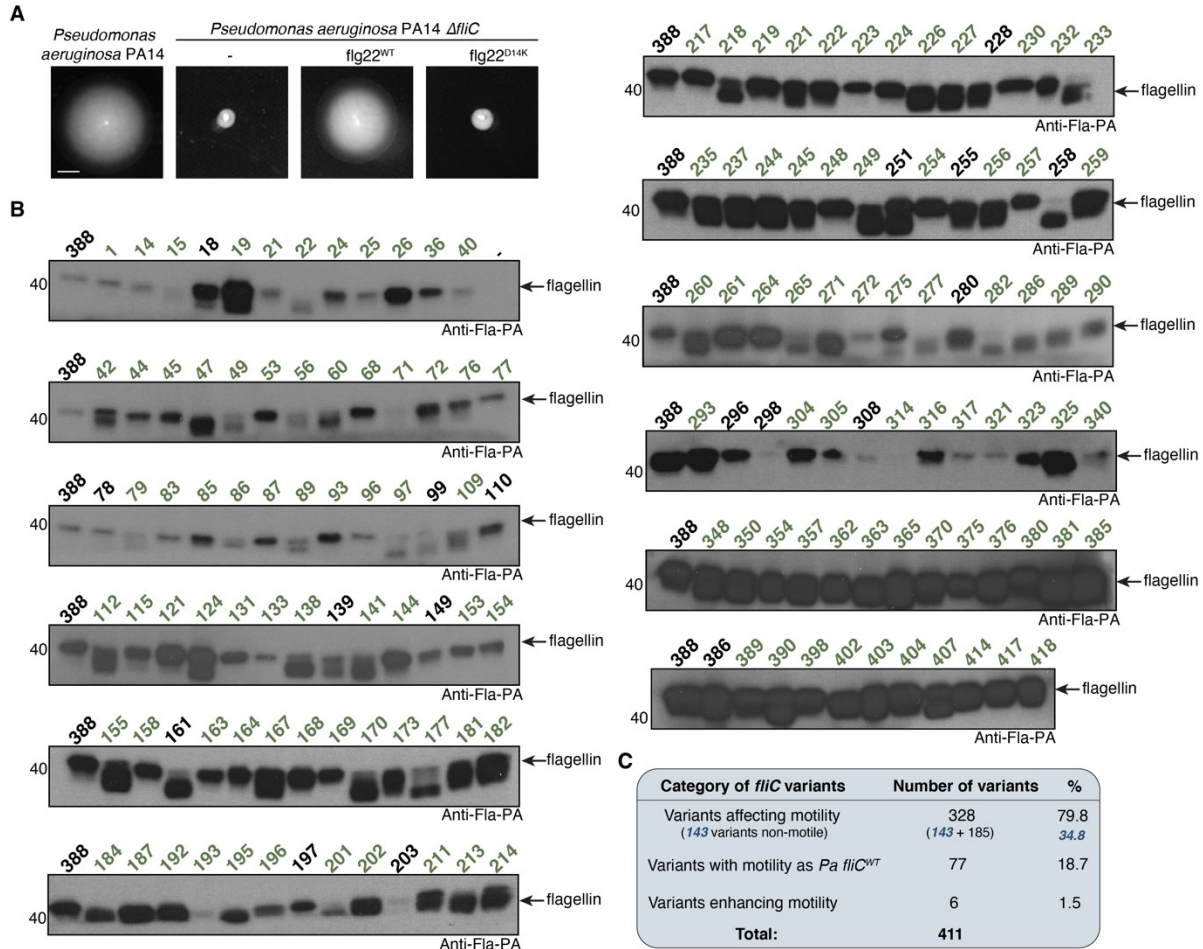 A
Pseudomonas aeruginosa PA14
Pseudomonas aeruginosa PA14 ΔfliC
-
flg22WT
flg22D14K
B
388 1 14 15 18 19 21 22 24 25 26 36 40 -
40
flagellin
Anti-Fla-PA
388 42 44 45 47 49 53 56 60 68 71 72 76 77
40
flagellin
Anti-Fla-PA
388 78 79 83 85 86 87 89 93 96 97 99 109 110
40
flagellin
Anti-Fla-PA
388 112 115 121 124 131 133 138 139 141 144 149 153 154
40
flagellin
Anti-Fla-PA
388 155 158 161 163 164 167 168 169 170 173 177 181 182
40
flagellin
Anti-Fla-PA
388 184 187 192 193 195 196 197 201 202 203 211 213 214
40
flagellin
Anti-Fla-PA
388 217 218 219 221 222 223 224 226 227 228 230 232 233
40
flagellin
Anti-Fla-PA
388 235 237 244 245 248 249 251 254 255 256 257 258 259
40
flagellin
Anti-Fla-PA
388 260 261 264 265 271 272 275 277 280 282 286 289 290
40
flagellin
Anti-Fla-PA
388 293 296 298 304 305 308 314 316 317 321 323 325 340
40
flagellin
Anti-Fla-PA
388 348 350 354 357 362 363 365 370 375 376 380 381 385
40
flagellin
Anti-Fla-PA
388 386 389 390 398 402 403 404 407 414 417 418
40
flagellin
Anti-Fla-PA
C
Category of fliC variants Number of variants %
Variants affecting motility 328 79.8
(143 variants non-motile) (143 + 185) 34.8
Variants with motility as Pa fliCWT 77 18.7
Variants enhancing motility 6 1.5
Total: 411